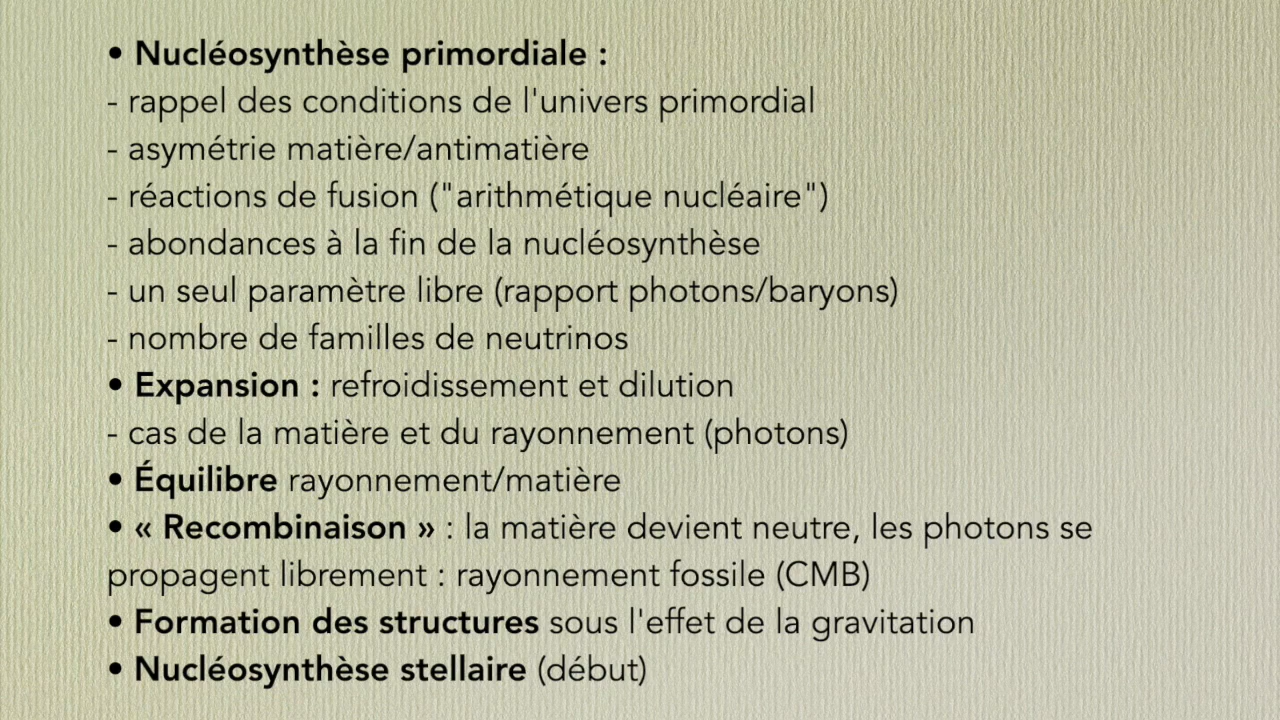 • Nucléosynthèse primordiale :
- rappel des conditions de l'univers primordial
- asymétrie matière/antimatière
- réactions de fusion ("arithmétique nucléaire")
- abondances à la fin de la nucléosynthèse
- un seul paramètre libre (rapport photons/baryons)
- nombre de familles de neutrinos
• Expansion : refroidissement et dilution
- cas de la matière et du rayonnement (photons)
• Équilibre rayonnement/matière
• « Recombinaison » : la matière devient neutre, les photons se
propagent librement : rayonnement fossile (CMB)
• Formation des structures sous l'effet de la gravitation
• Nucléosynthèse stellaire (début)